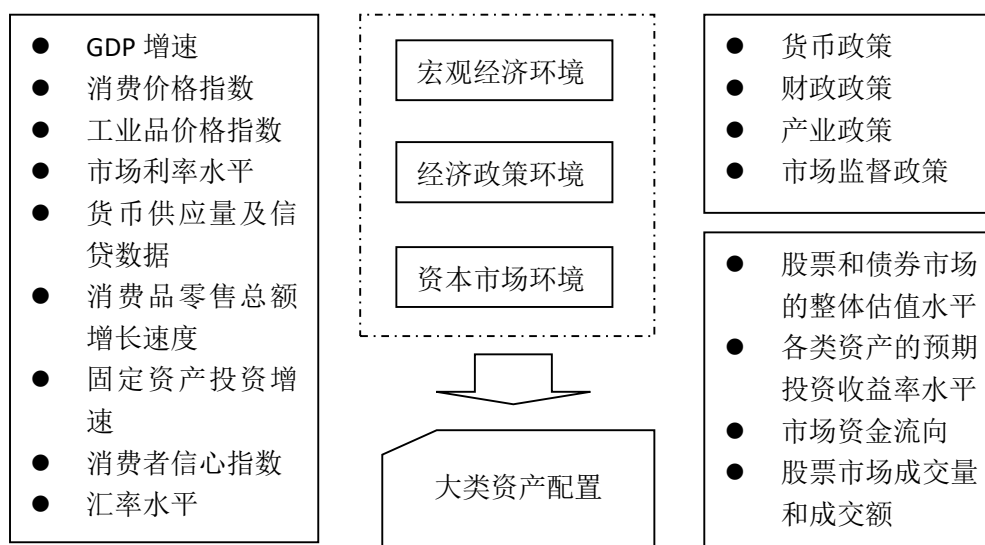 GDP 增速
消费价格指数
工业品价格指数
市场利率水平
货币供应量及信
贷数据
消费品零售总额
增长速度
固定资产投资增
速
消费者信心指数
汇率水平
宏观经济环境
经济政策环境
资本市场环境
大类资产配置
货币政策
财政政策
产业政策
市场监督政策
股票和债券市场
的整体估值水平
各类资产的预期
投资收益率水平
市场资金流向
股票市场成交量
和成交额